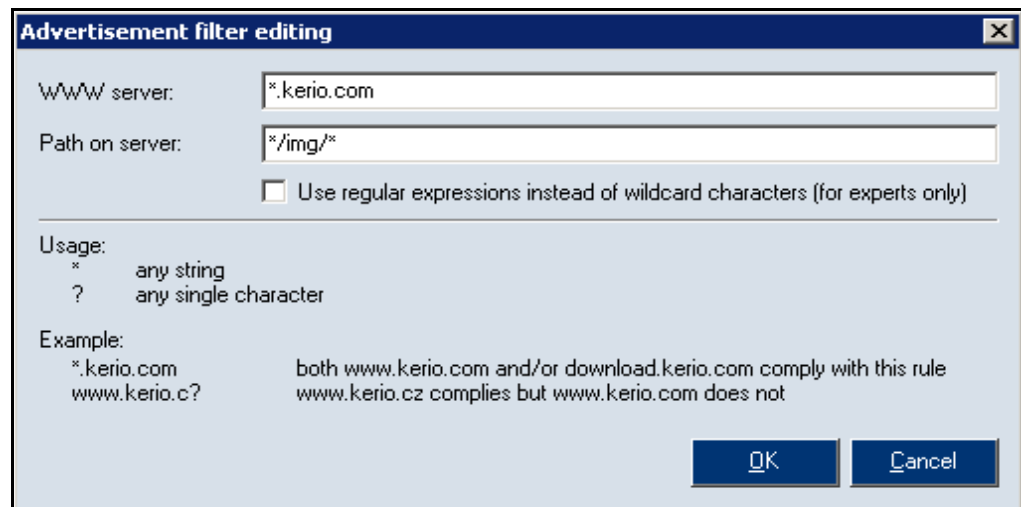 Advertisement filter editing
WWW server: *.kerio.com
Path on server: */img/*
Use regular expressions instead of wildcard characters (for experts only)
Usage:
* any string
? any single character
Example:
*.kerio.com both www.kerio.com and/or download.kerio.com comply with this rule
www.kerio.c? www.kerio.cz complies but www.kerio.com does not
OK Cancel